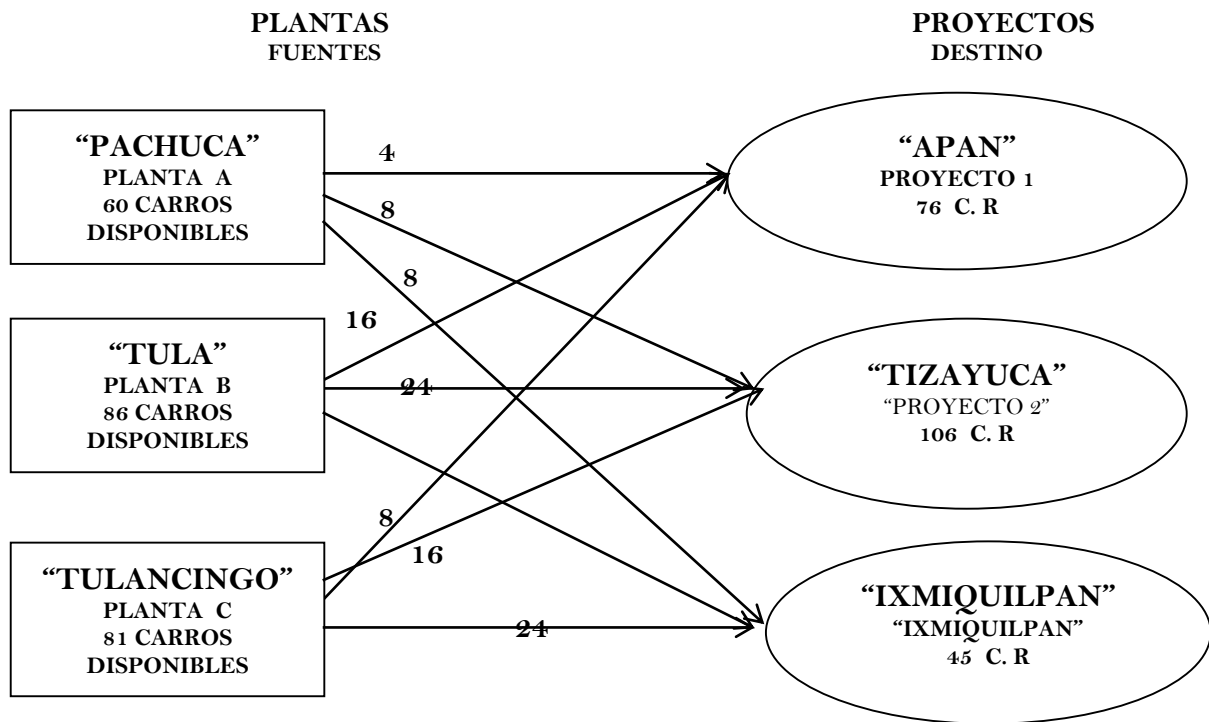 PLANTAS
FUENTES
PROYECTOS
DESTINO
“PACHUCA”
PLANTA A
60 CARROS
DISPONIBLES
4
8
8
“APAN”
PROYECTO 1
76 C. R
“TULA”
PLANTA B
86 CARROS
DISPONIBLES
16
24
“TIZAYUCA”
“PROYECTO 2”
106 C. R
“TULANCINGO”
PLANTA C
81 CARROS
DISPONIBLES
8
16
24
“IXMIQUILPAN”
“IXMIQUILPAN”
45 C. R